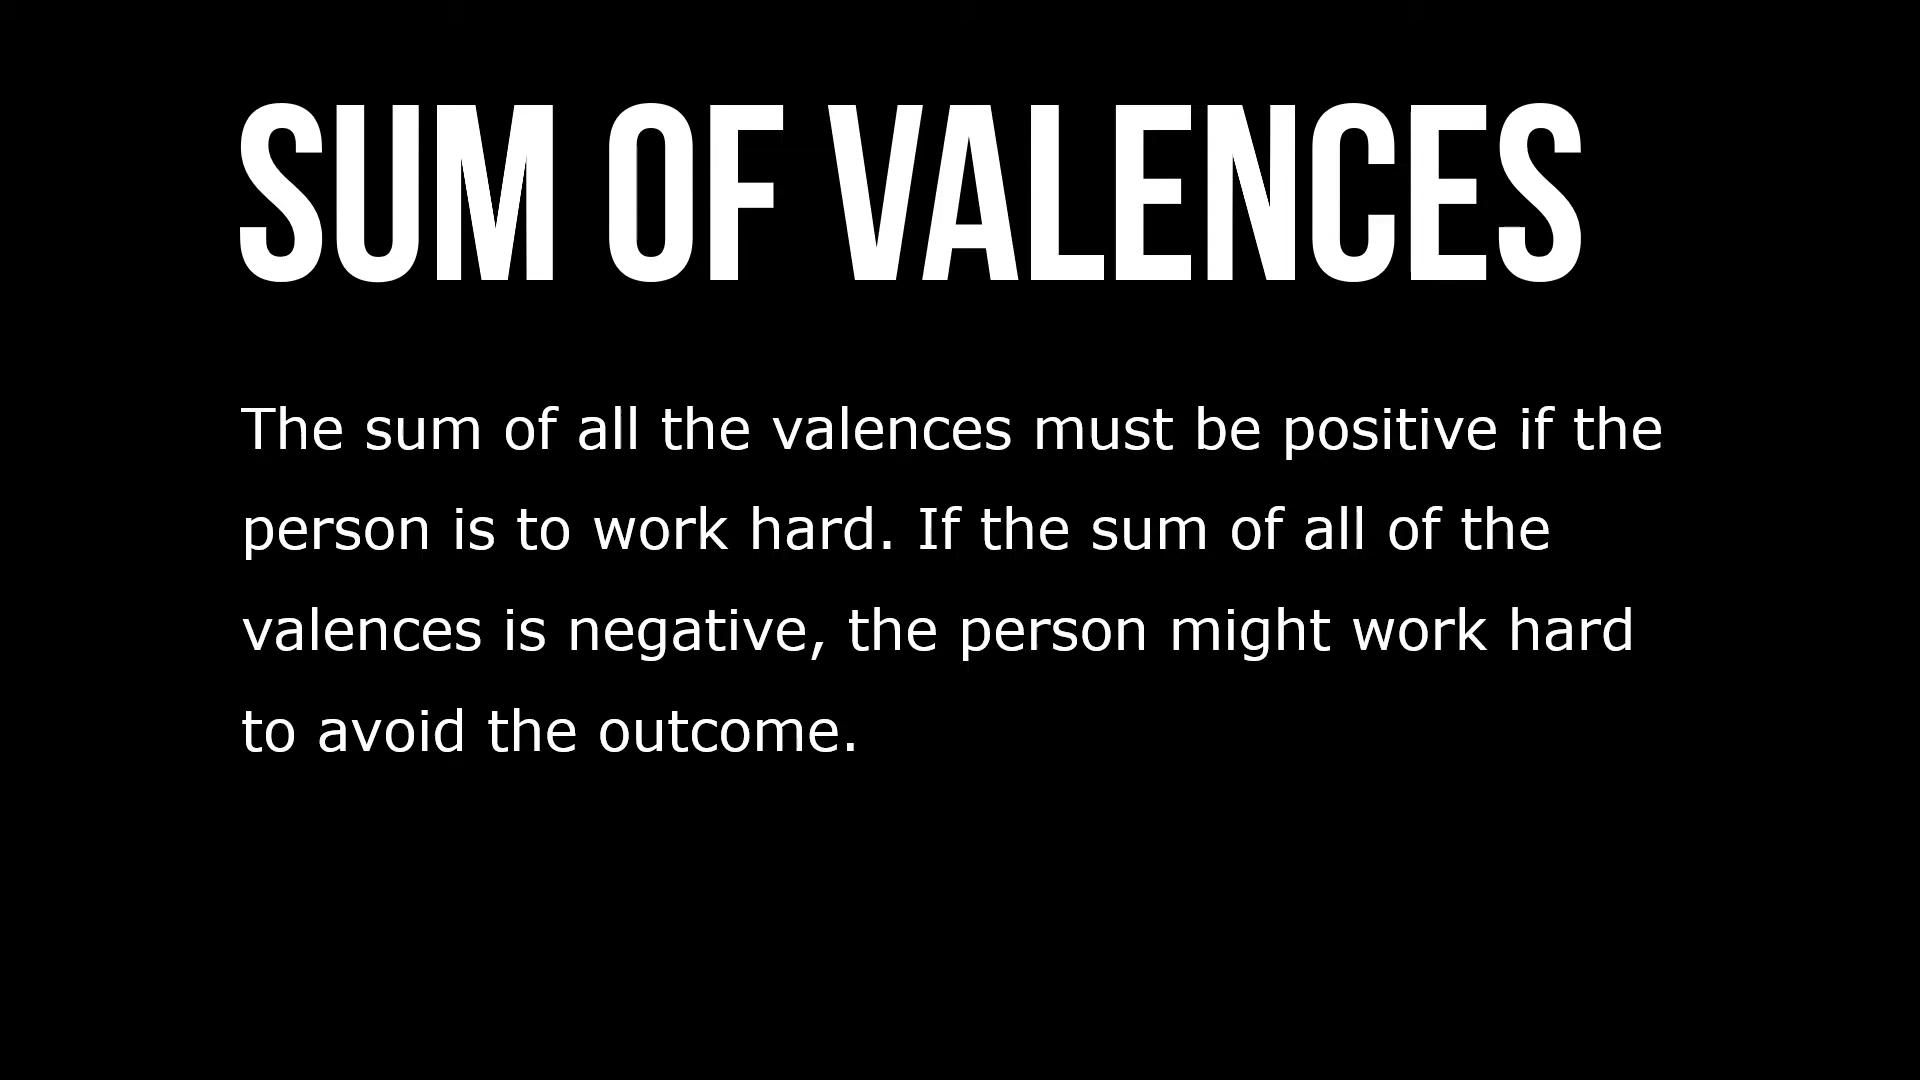 SUM OF VALENCES
The sum of all the valences must be positive if the
person is to work hard. If the sum of all of the
valences is negative, the person might work hard
to avoid the outcome.